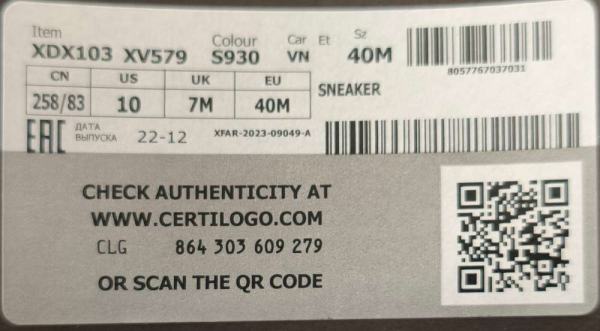 Item Colour Car Et Sz
XDX103 XV579 S930 VN 40M
8057767037031
CN US UK EU
258/83 10 7M 40M
SNEAKER
EAC ДАТА ВЫПУСКА 22-12 XFAR-2023-09049-A
CHECK AUTHENTICITY AT
WWW.CERTILOGO.COM
CLG 864 303 609 279
OR SCAN THE QR CODE